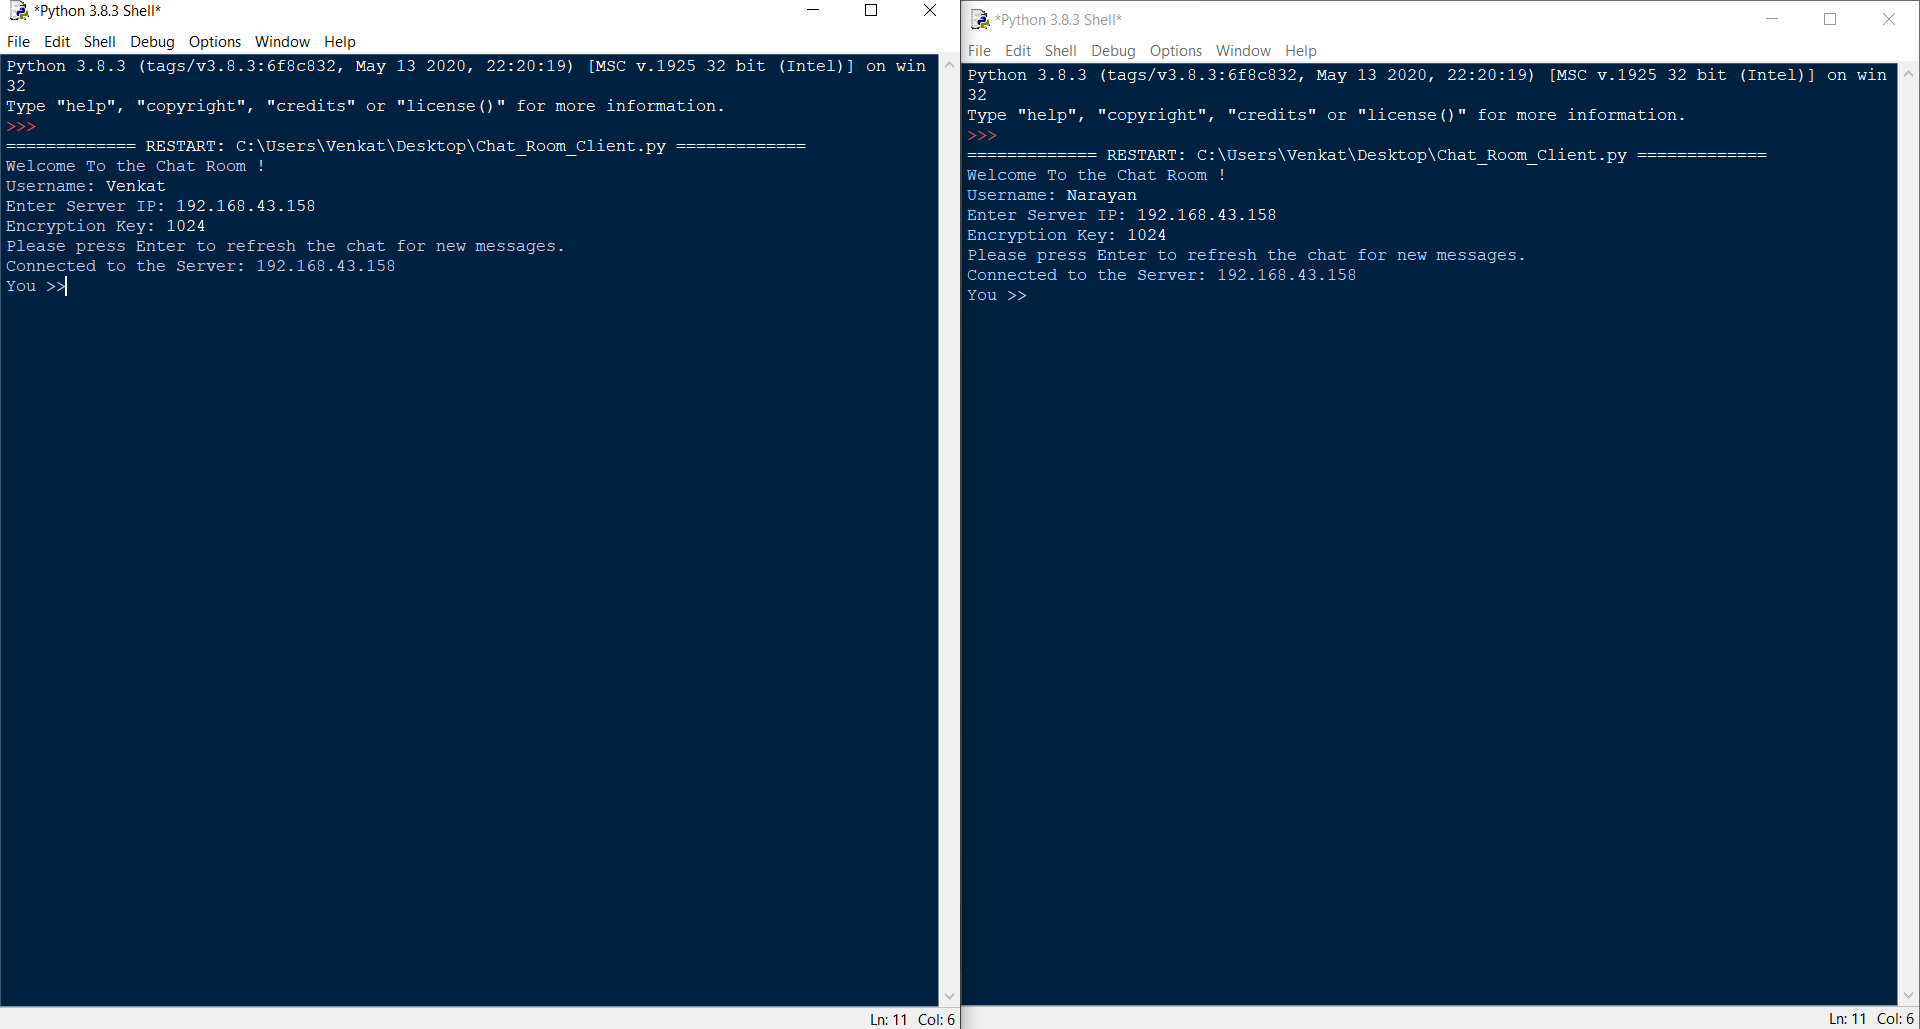 *Python 3.8.3 Shell*
File Edit Shell Debug Options Window Help
Python 3.8.3 (tags/v3.8.3:6f8c832, May 13 2020, 22:20:19) [MSC v.1925 32 bit (Intel)] on win
32
Type "help", "copyright", "credits" or "license()" for more information.
>>>
============= RESTART: C:\Users\Venkat\Desktop\Chat_Room_Client.py =============
Welcome To the Chat Room !
Username: Venkat
Enter Server IP: 192.168.43.158
Encryption Key: 1024
Please press Enter to refresh the chat for new messages.
Connected to the Server: 192.168.43.158
You >>
Ln: 11 Col: 6
*Python 3.8.3 Shell*
File Edit Shell Debug Options Window Help
Python 3.8.3 (tags/v3.8.3:6f8c832, May 13 2020, 22:20:19) [MSC v.1925 32 bit (Intel)] on win
32
Type "help", "copyright", "credits" or "license()" for more information.
>>>
============= RESTART: C:\Users\Venkat\Desktop\Chat_Room_Client.py =============
Welcome To the Chat Room !
Username: Narayan
Enter Server IP: 192.168.43.158
Encryption Key: 1024
Please press Enter to refresh the chat for new messages.
Connected to the Server: 192.168.43.158
You >>
Ln: 11 Col: 6